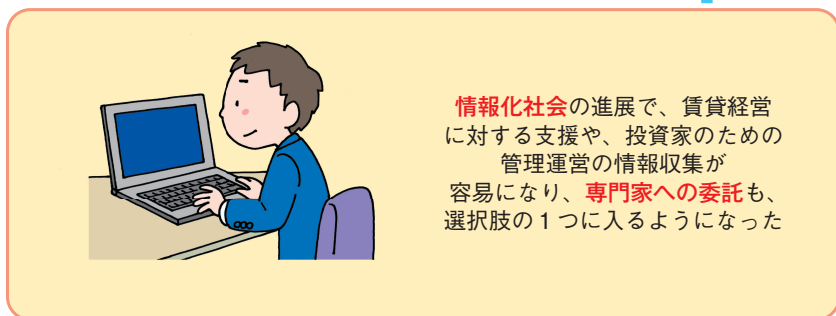 情報化社会の進展で、賃貸経営
に対する支援や、投資家のための
管理運営の情報収集が
容易になり、専門家への委託も、
選択肢の1つに入るようになった